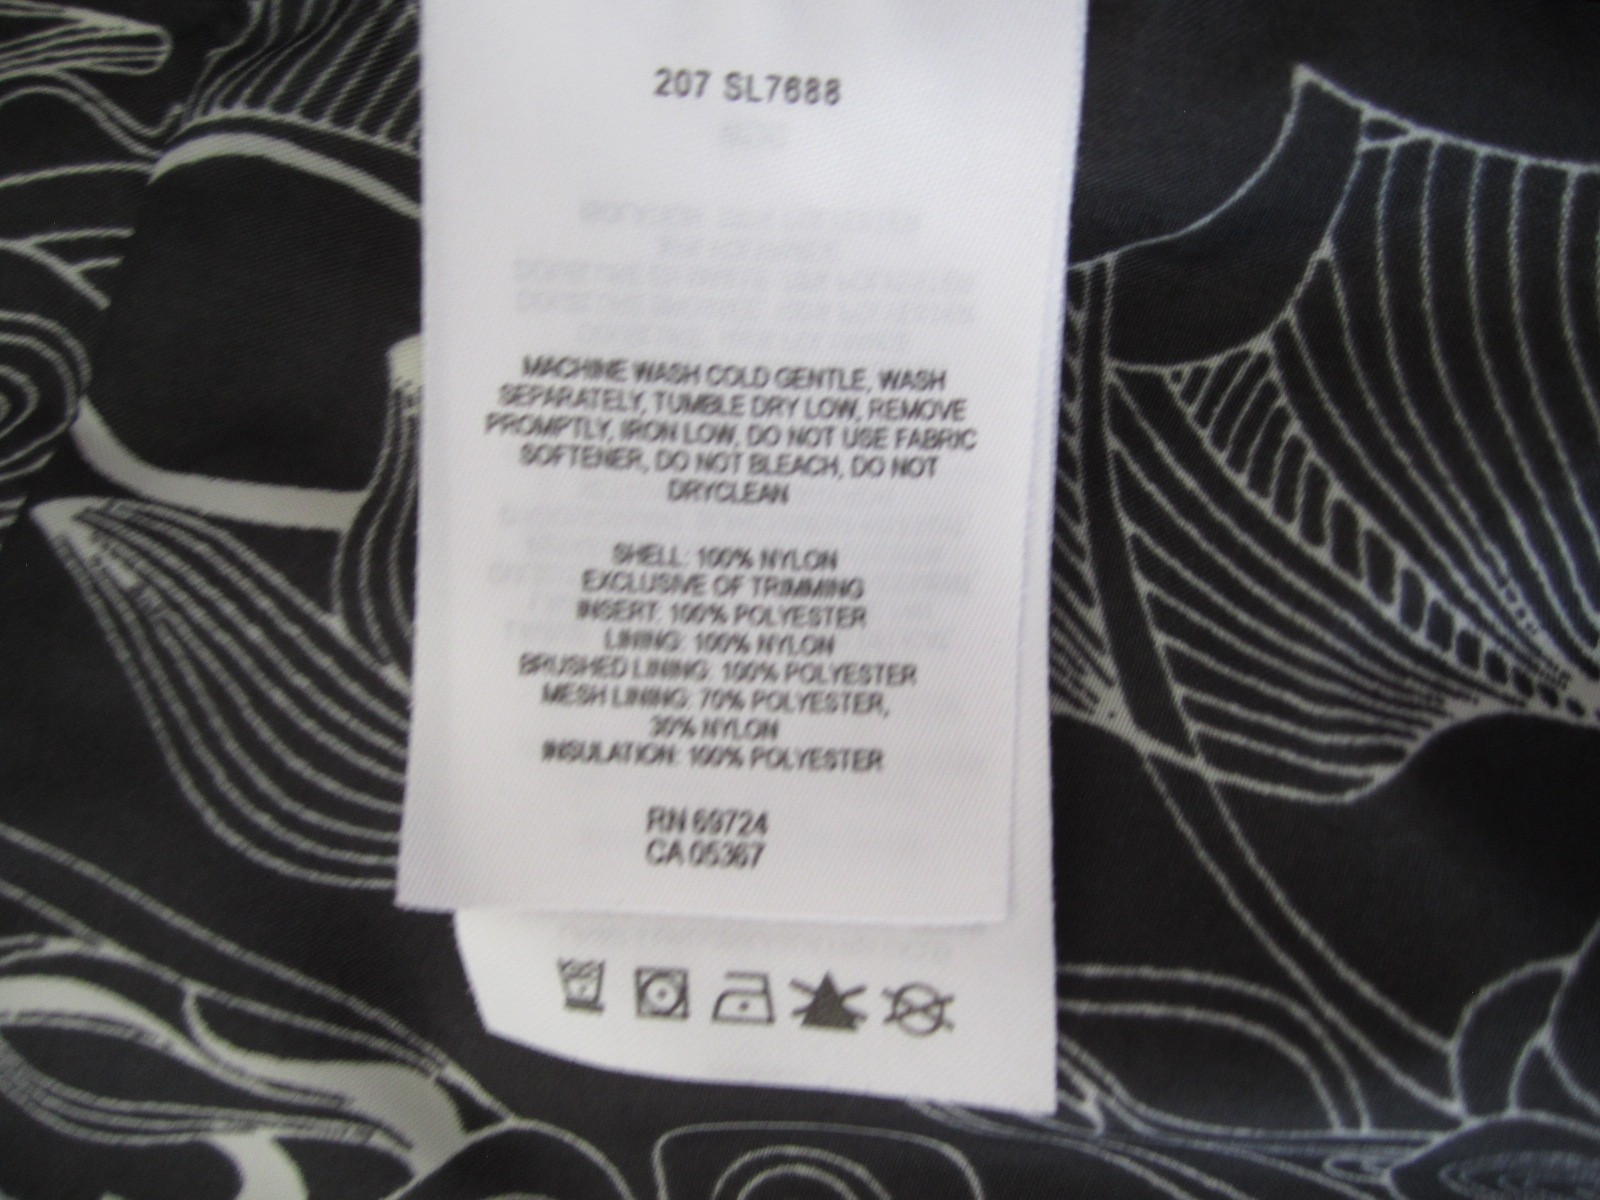 207 SL7688
MACHINE WASH COLD GENTLE, WASH
SEPARATELY, TUMBLE DRY LOW, REMOVE
PROMPTLY, IRON LOW, DO NOT USE FABRIC
SOFTENER, DO NOT BLEACH, DO NOT
DRYCLEAN
SHELL: 100% NYLON
EXCLUSIVE OF TRIMMING
INSERT: 100% POLYESTER
LINING: 100% NYLON
BRUSHED LINING: 100% POLYESTER
MESH LINING: 70% POLYESTER,
30% NYLON
INSULATION: 100% POLYESTER
RN 69724
CA 05367